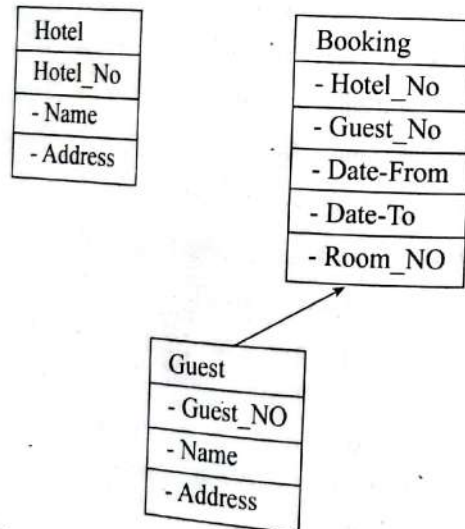 Hotel
Hotel_No
- Name
- Address
Booking
- Hotel_No
- Guest_No
- Date-From
- Date-To
- Room_NO
Guest
- Guest_NO
- Name
- Address